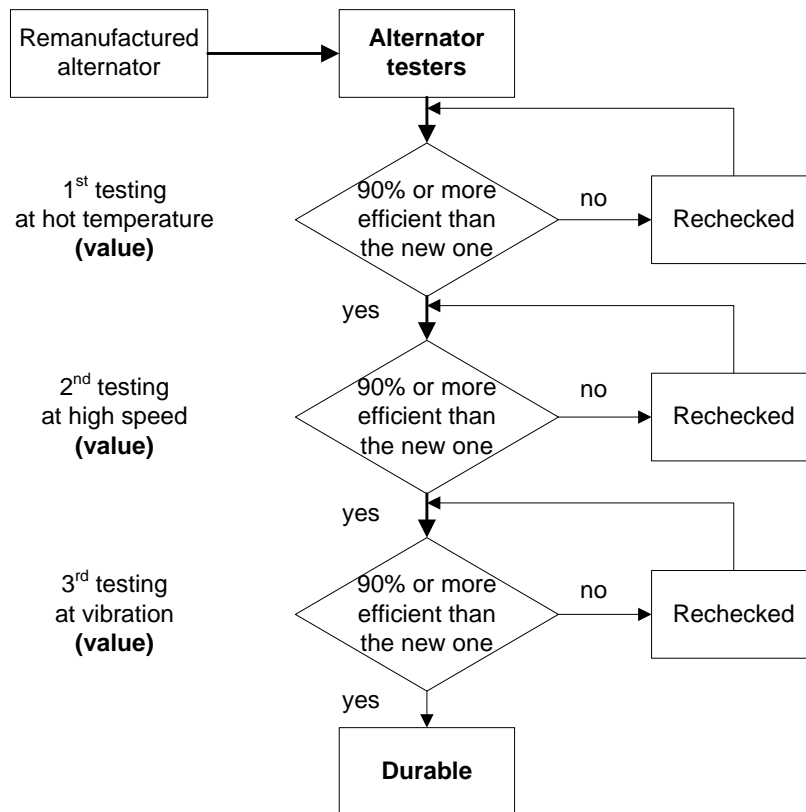 Remanufactured
alternator
Alternator
testers
1st testing
at hot temperature
(value)
90% or more
efficient than
the new one
no
Rechecked
yes
2nd testing
at high speed
(value)
90% or more
efficient than
the new one
no
Rechecked
yes
3rd testing
at vibration
(value)
90% or more
efficient than
the new one
no
Rechecked
yes
Durable